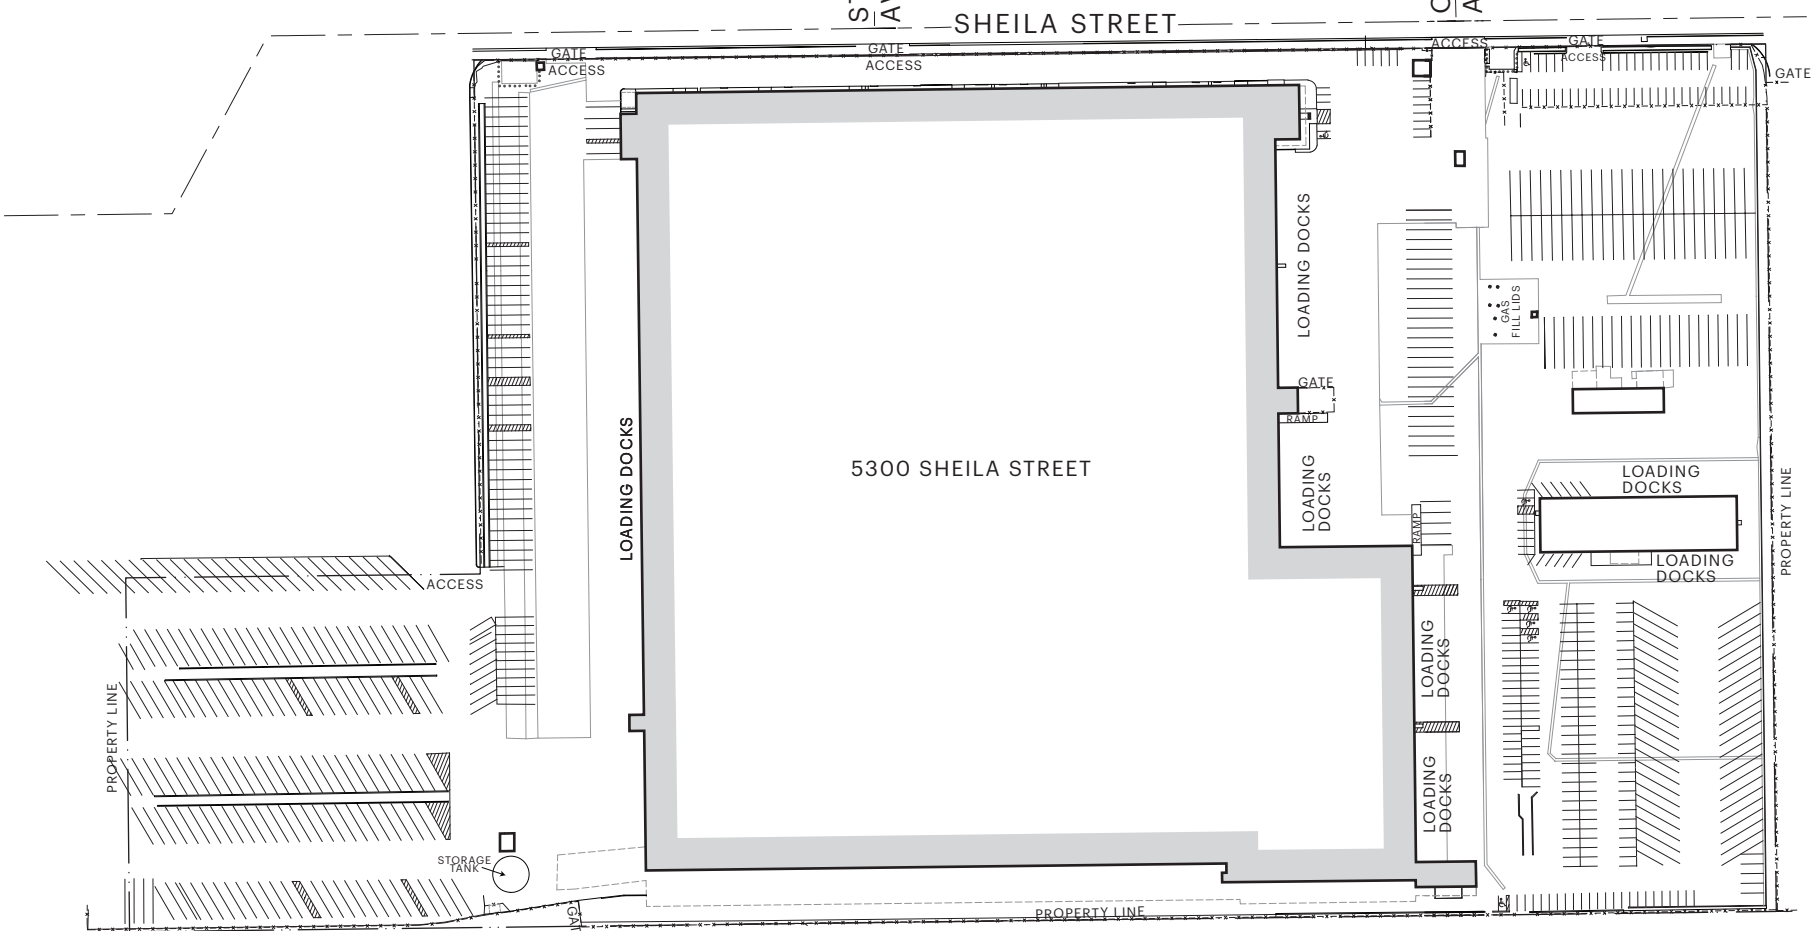 SHEILA STREET
GATE
ACCESS
GATE
ACCESS
ACCESS
GATE
ACCESS
GATE
LOADING DOCKS
GAS
FILL LIDS
GATE
RAMP
LOADING DOCKS
5300 SHEILA STREET
LOADING
DOCKS
RAMP
LOADING
DOCKS
LOADING
DOCKS
PROPERTY LINE
ACCESS
LOADING
DOCKS
PROPERTY LINE
LOADING
DOCKS
STORAGE
TANK
PROPERTY LINE